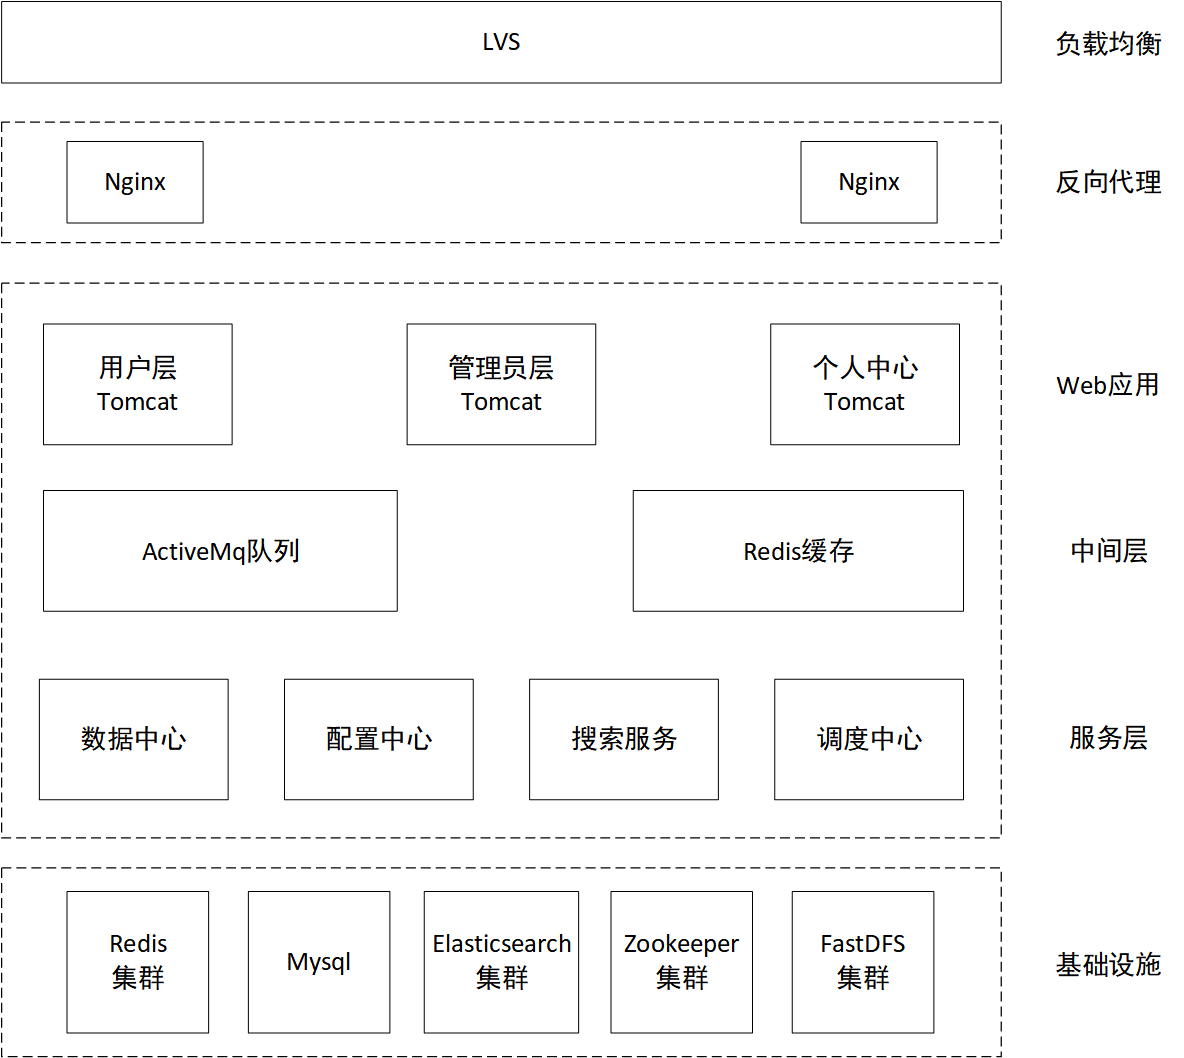 LVS
负载均衡
Nginx
Nginx
反向代理
用户层
Tomcat
管理员层
Tomcat
个人中心
Tomcat
Web应用
ActiveMq队列
Redis缓存
中间层
数据中心
配置中心
搜索服务
调度中心
服务层
Redis
集群
Mysql
Elasticsearch
集群
Zookeeper
集群
FastDFS
集群
基础设施